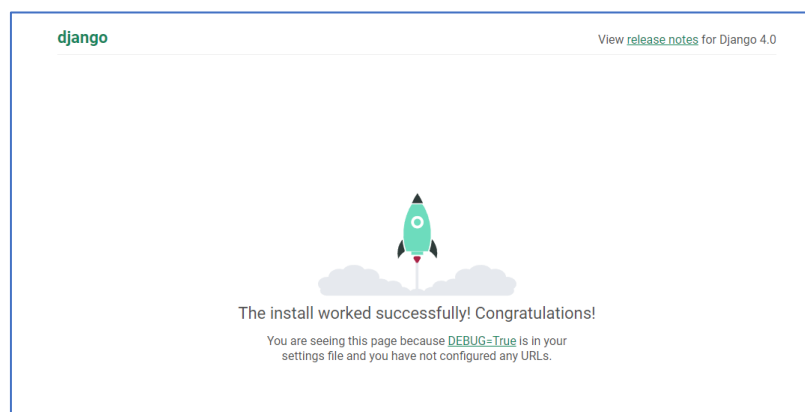 django
View release notes for Django 4.0
The install worked successfully! Congratulations!
You are seeing this page because DEBUG=True is in your
settings file and you have not configured any URLs.